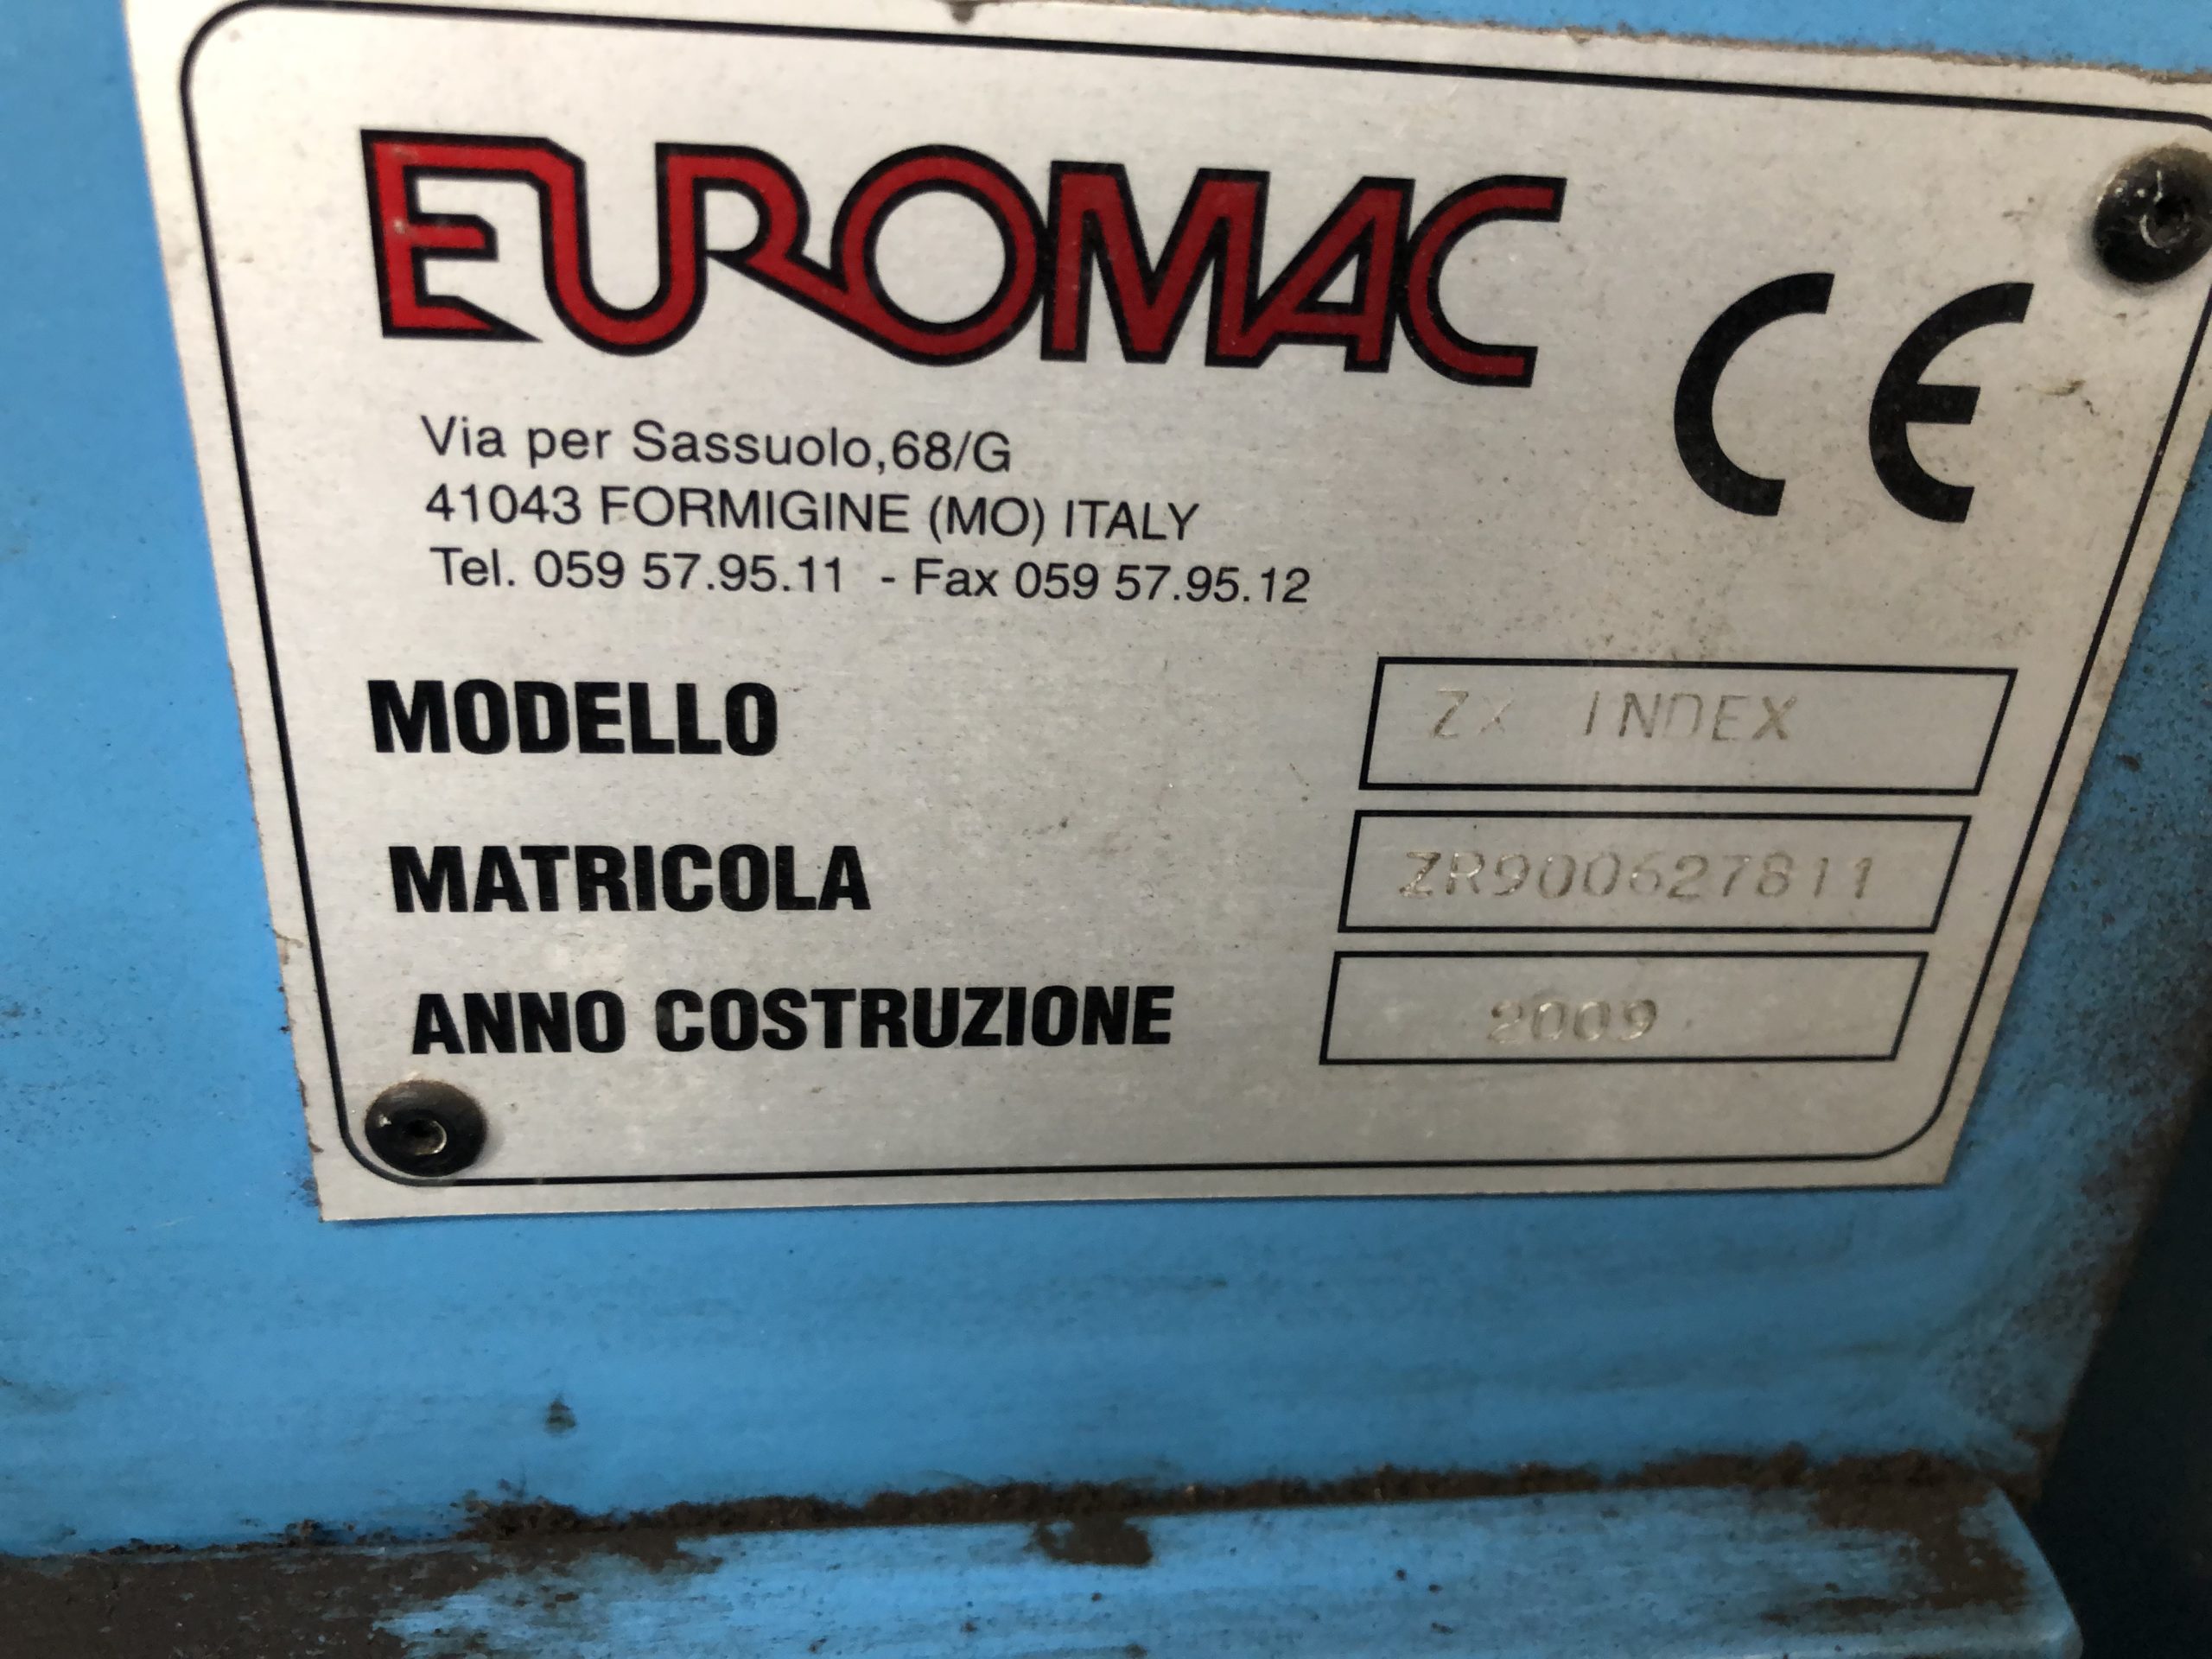 EUROMAC
CE
Via per Sassuolo,68/G
41043 FORMIGINE (MO) ITALY
Tel. 059 57.95.11 - Fax 059 57.95.12
MODELLO ZX INDEX
MATRICOLA ZR900627811
ANNO COSTRUZIONE 2009